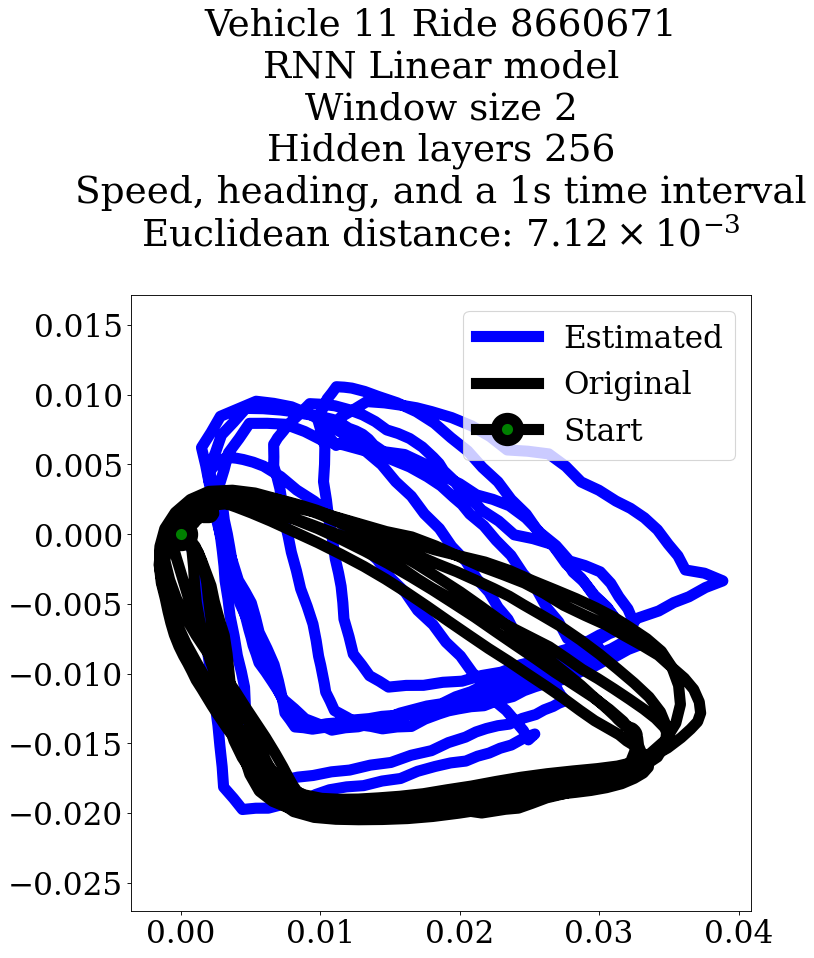 Vehicle 11 Ride 8660671
RNN Linear model
Window size 2
Hidden layers 256
Speed, heading, and a 1s time interval
Euclidean distance: 7.12 × 10⁻³
Estimated
Original
Start
0.015
0.010
0.005
0.000
−0.005
−0.010
−0.015
−0.020
−0.025
0.00 0.01 0.02 0.03 0.04